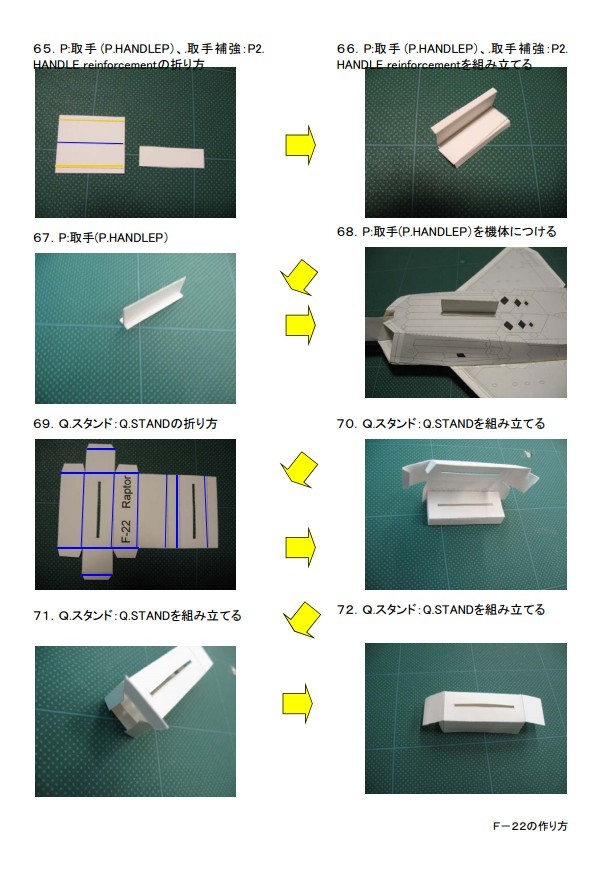 65. P:取手(P.HANDLEP)、.取手補強:P2.
HANDLE reinforcementの折り方
66. P:取手(P.HANDLEP)、.取手補強:P2.
HANDLE reinforcementを組み立てる
67. P:取手(P.HANDLEP)
68. P:取手(P.HANDLEP)を機体につける
69. Q.スタンド:Q.STANDの折り方
70. Q.スタンド:Q.STANDを組み立てる
F-22 Raptor
71. Q.スタンド:Q.STANDを組み立てる
72. Q.スタンド:Q.STANDを組み立てる
F-22の作り方